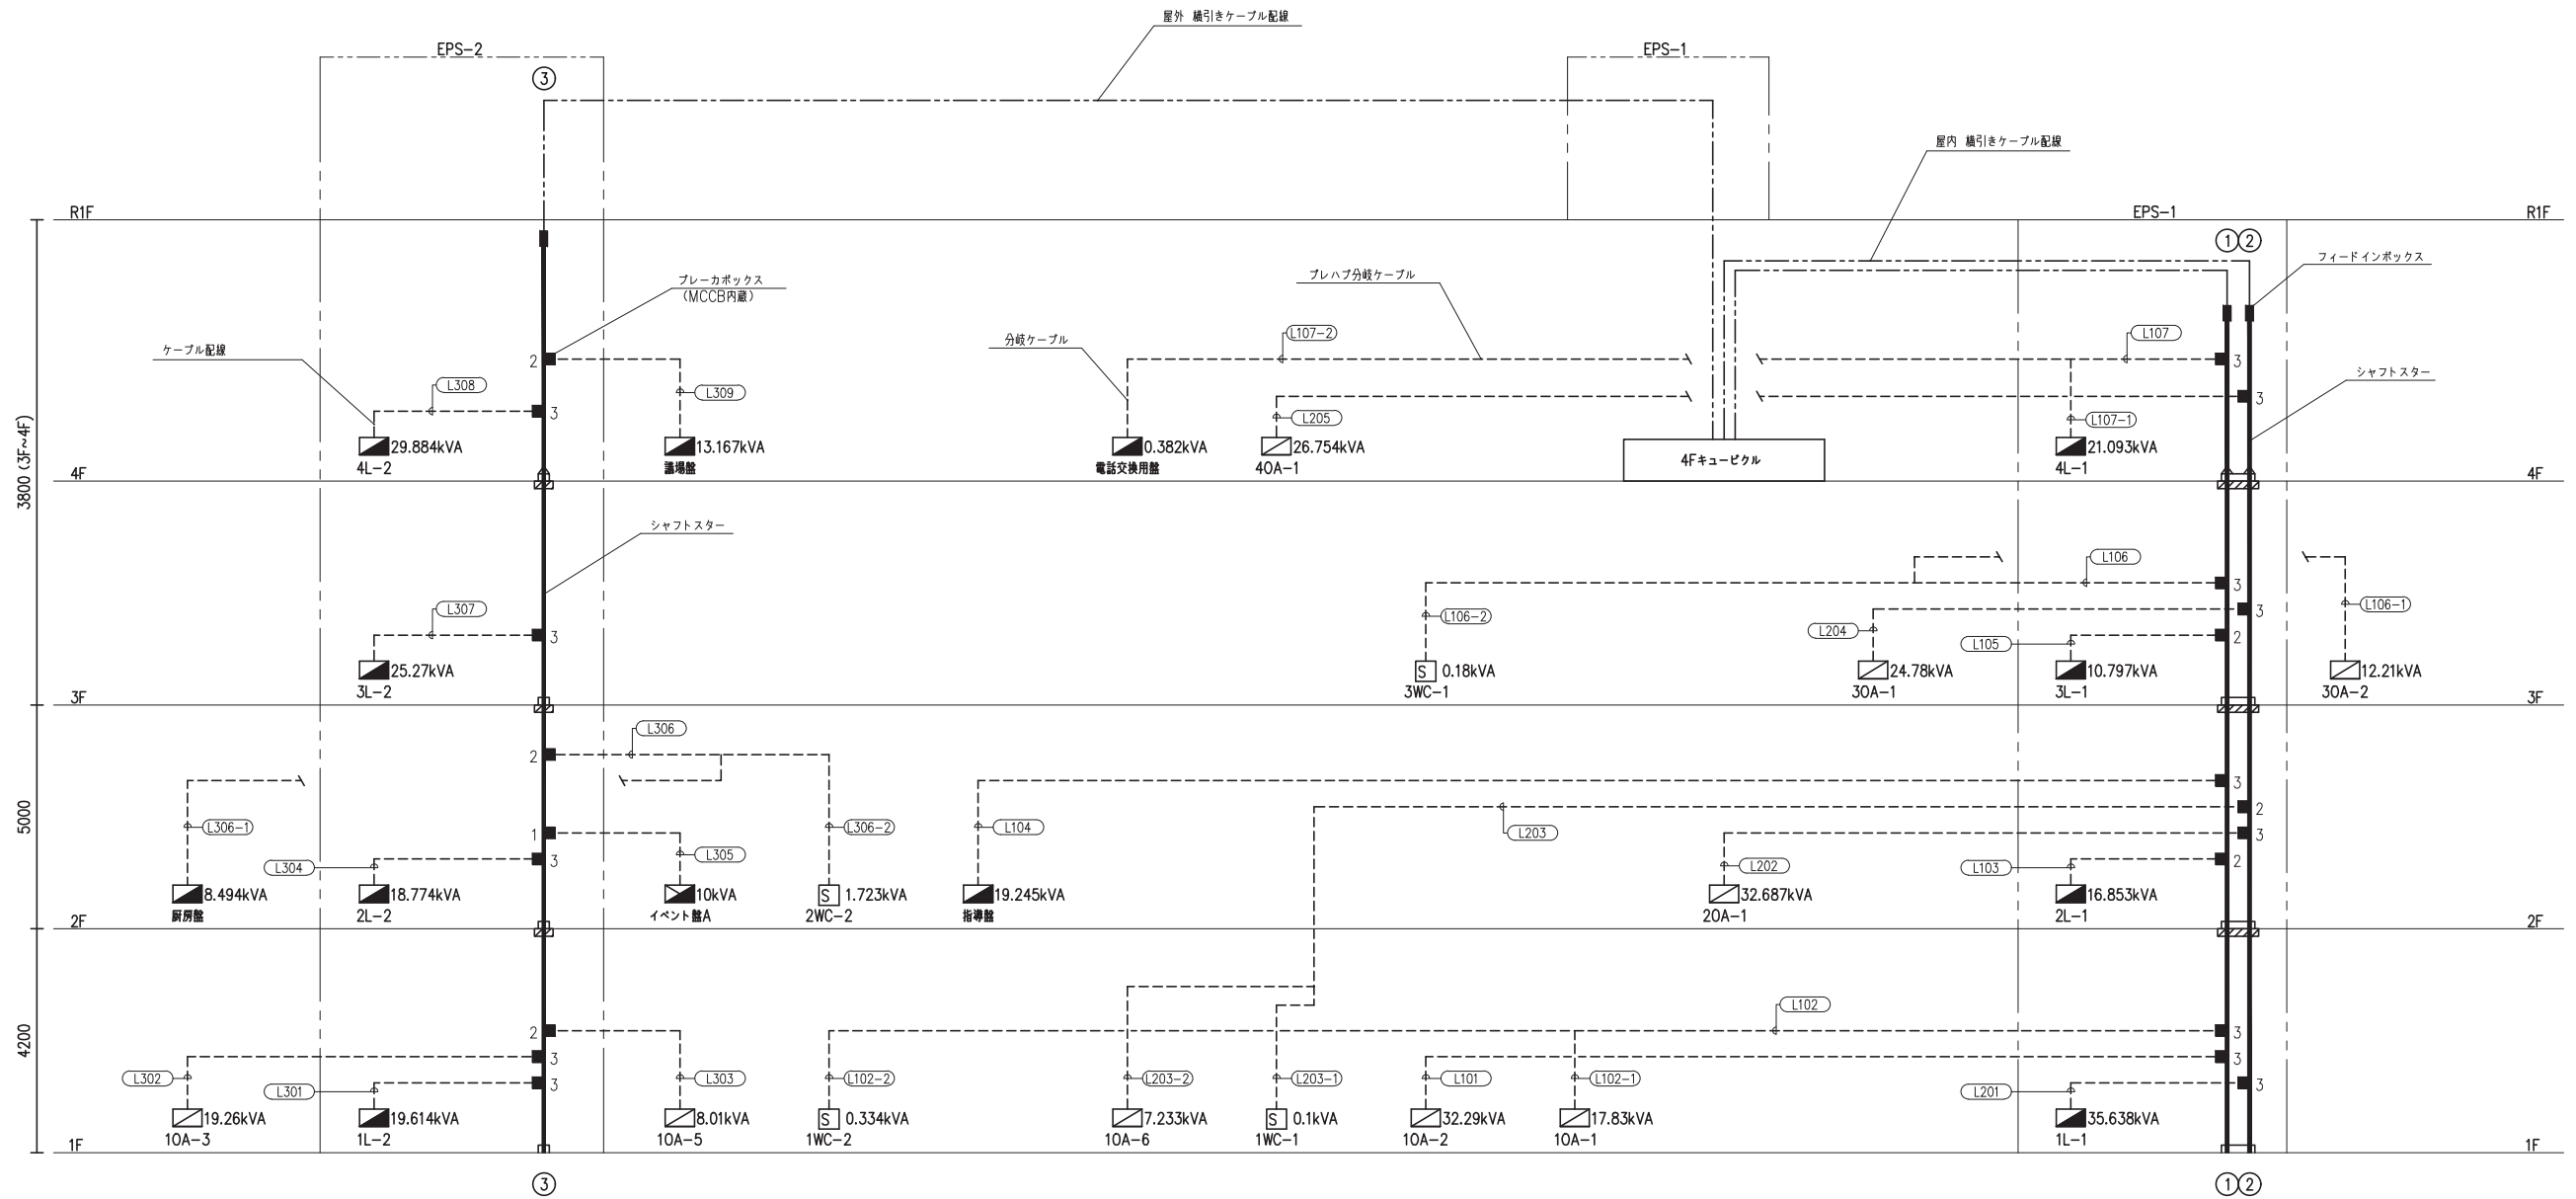 屋外 横引きケーブル配線
EPS-2
EPS-1
③
屋内 横引きケーブル配線
R1F
EPS-1
R1F
① ②
フィードインボックス
ブレーカボックス
(MCCB内蔵)
プレハブ分岐ケーブル
分岐ケーブル
L107-2
L107
ケーブル配線
2
3
シャフトスター
L308
L309
3
3
L205
L107-1
29.884kVA
4L-2
13.167kVA
議場盤
0.382kVA
電話交換用盤
26.754kVA
4OA-1
4Fキュービクル
21.093kVA
4L-1
3800 (3F~4F)
4F
4F
シャフトスター
L106
3
L307
L106-2
3
L106-1
3
L204
L105
2
25.27kVA
3L-2
S 0.18kVA
3WC-1
24.78kVA
3OA-1
10.797kVA
3L-1
12.21kVA
3OA-2
3F
3F
L306
2
3
5000
2
L306-1
1
L306-2
L104
L203
3
L304
3
L305
L202
L103
2
8.494kVA
厨房盤
18.774kVA
2L-2
10kVA
イベント盤A
S 1.723kVA
2WC-2
19.245kVA
指導盤
32.687kVA
2OA-1
16.853kVA
2L-1
2F
2F
L102
4200
2
3
3
3
L302
L301
3
L303
L102-2
L203-2
L203-1
L101
L102-1
L201
3
19.26kVA
1OA-3
19.614kVA
1L-2
8.01kVA
1OA-5
S 0.334kVA
1WC-2
7.233kVA
1OA-6
S 0.1kVA
1WC-1
32.29kVA
1OA-2
17.83kVA
1OA-1
35.638kVA
1L-1
1F
1F
③
① ②